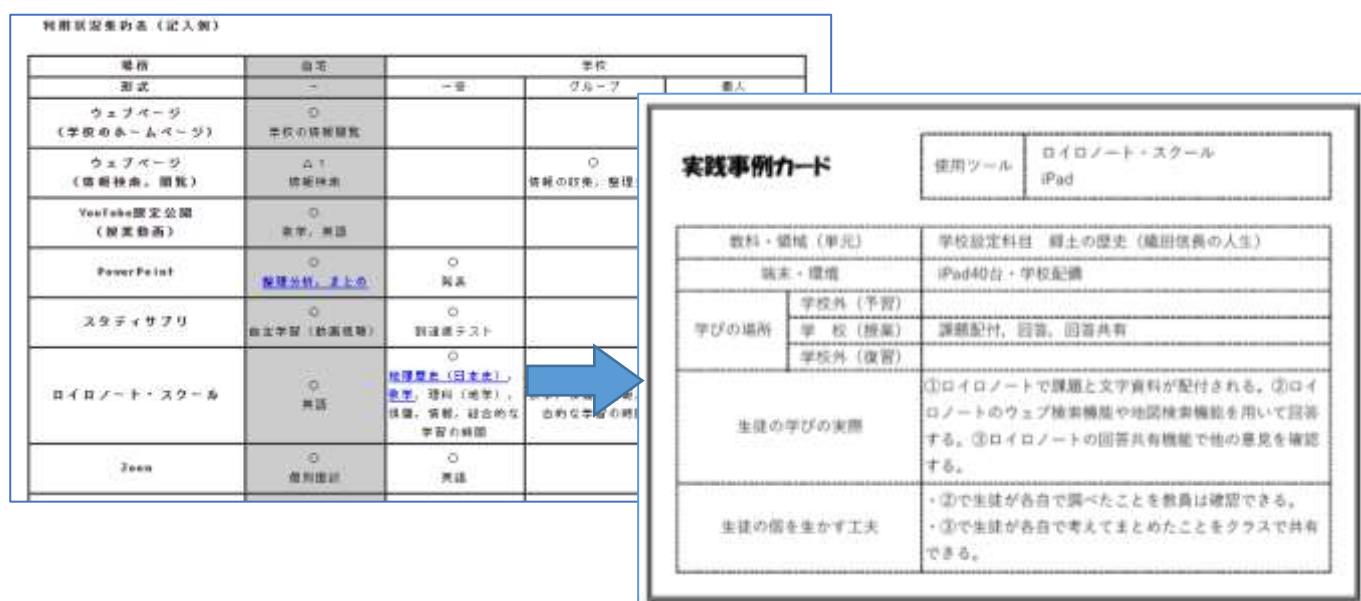 利用状況集約表（記入例）
場所 自宅 学校
形式 － 一斉 グループ 個人
ウェブページ
（学校のホームページ）
○
学校の情報閲覧
ウェブページ
（情報検索，閲覧）
△1
情報検索
○
情報の収集，整理
YouTube限定公開
（授業動画）
○
数学，英語
PowerPoint
○
整理分析，まとめ
○
発表
スタディサプリ
○
自主学習（動画視聴）
○
到達度テスト
ロイロノート・スクール
○
英語
○
地理歴史（日本史），
数学，理科（地学），
保健，情報，総合的な
学習の時間
合的な学習の時間
Zoom
○
個別面談
○
英語
実践事例カード
使用ツール
ロイロノート・スクール
iPad
教科・領域（単元） 学校設定科目 郷土の歴史（織田信長の人生）
端末・環境 iPad40台・学校配備
学びの場所
学校外（予習）
学 校（授業） 課題配付，回答，回答共有
学校外（復習）
生徒の学びの実際
①ロイロノートで課題と文字資料が配付される。②ロイ
ロノートのウェブ検索機能や地図検索機能を用いて回答
する。③ロイロノートの回答共有機能で他の意見を確認
する。
生徒の個を生かす工夫
・②で生徒が各自で調べたことを教員は確認できる。
・③で生徒が各自で考えてまとめたことをクラスで共有
できる。